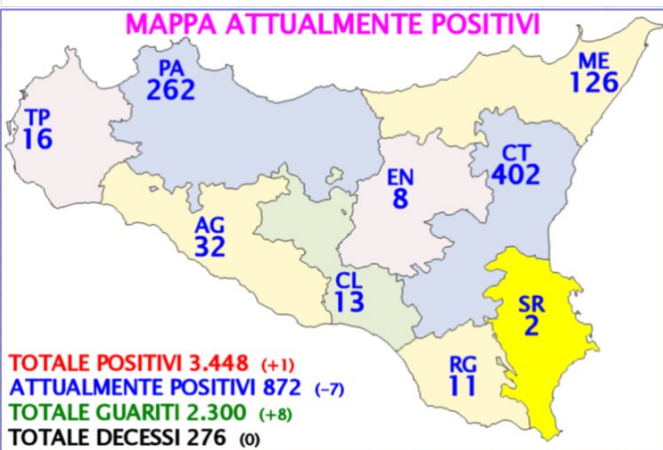 MAPPA ATTUALMENTE POSITIVI
PA
262
ME
126
TP
16
CT
402
EN
8
AG
32
CL
13
SR
2
RG
11
TOTALE POSITIVI 3.448 (+1)
ATTUALMENTE POSITIVI 872 (-7)
TOTALE GUARITI 2.300 (+8)
TOTALE DECESSI 276 (0)